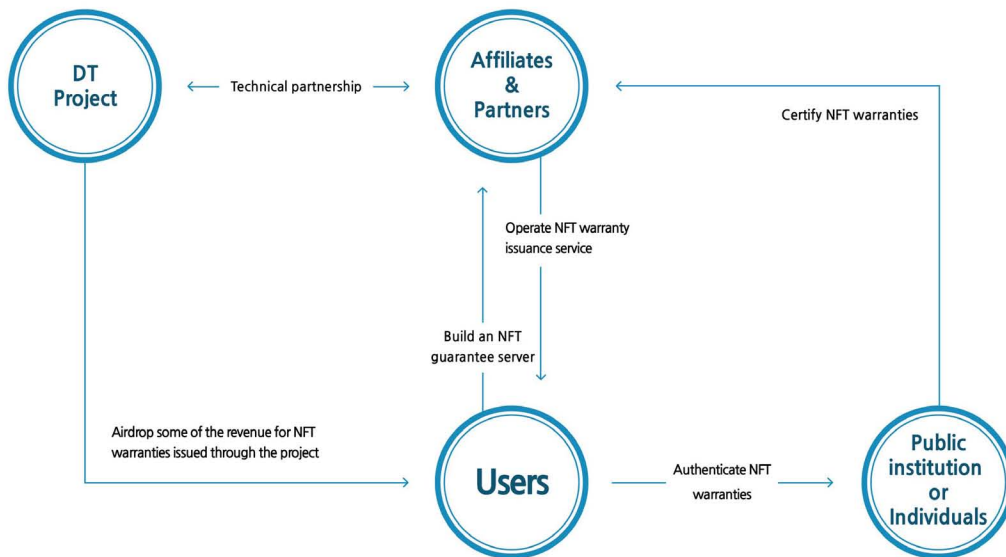 DT
Project
Technical partnership
Affiliates
&
Partners
Certify NFT warranties
Operate NFT warranty
issuance service
Build an NFT
guarantee server
Airdrop some of the revenue for NFT
warranties issued through the project
Users
Authenticate NFT
warranties
Public
institution
or
Individuals